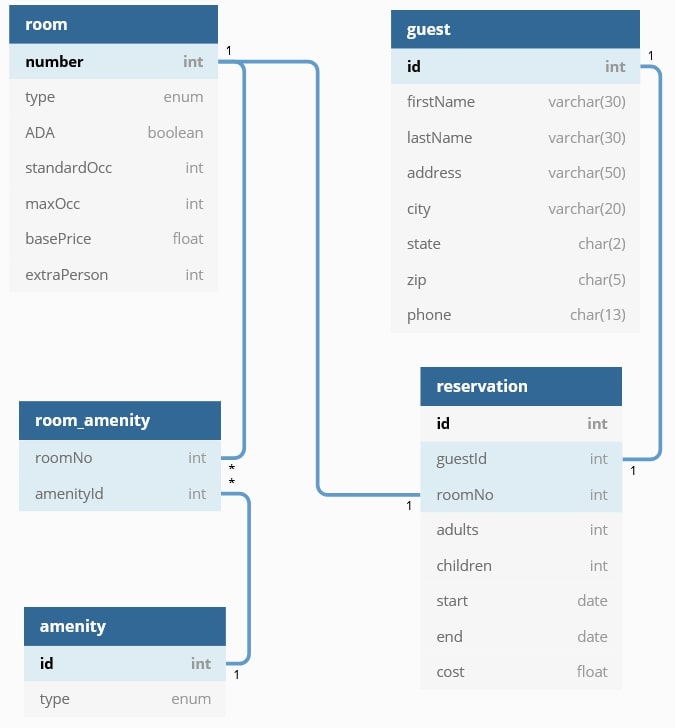 room
number int
type enum
ADA boolean
standardOcc int
maxOcc int
basePrice float
extraPerson int
1
guest
id int
firstName varchar(30)
lastName varchar(30)
address varchar(50)
city varchar(20)
state char(2)
zip char(5)
phone char(13)
1
room_amenity
roomNo int
amenityId int
*
*
reservation
id int
guestId int
roomNo int
adults int
children int
start date
end date
cost float
1
1
amenity
id int
type enum
1